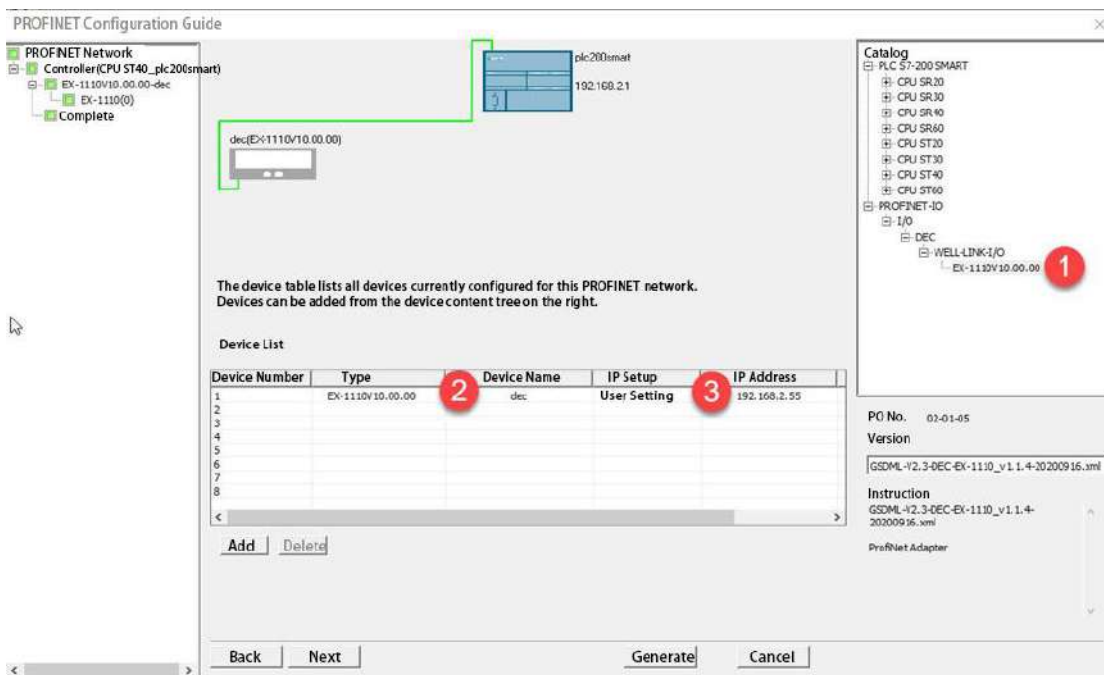 PROFINET Configuration Guide
PROFINET Network
Controller(CPU ST40_plc200smart)
EX-1110V10.00.00-dec
EX-1110(0)
Complete
plc200smart
192.168.2.1
dec(EX-1110V10.00.00)
The device table lists all devices currently configured for this PROFINET network.
Devices can be added from the device content tree on the right.
Device List
Device Number Type Device Name IP Setup IP Address
1 EX-1110V10.00.00 2 dec User Setting 3 192.168.2.55
2
3
4
5
6
7
8
Add Delete
Back Next Generate Cancel
Catalog
PLC S7-200 SMART
CPU SR20
CPU SR30
CPU SR40
CPU SR60
CPU ST20
CPU ST30
CPU ST40
CPU ST60
PROFINET-IO
I/O
DEC
WELL-LINK-I/O
EX-1110V10.00.00 1
PO No. 02-01-05
Version
GSDML-V2.3-DEC-EX-1110_v1.1.4-20200916.xml
Instruction
GSDML-V2.3-DEC-EX-1110_v1.1.4-
20200916.xml
ProfiNet Adapter